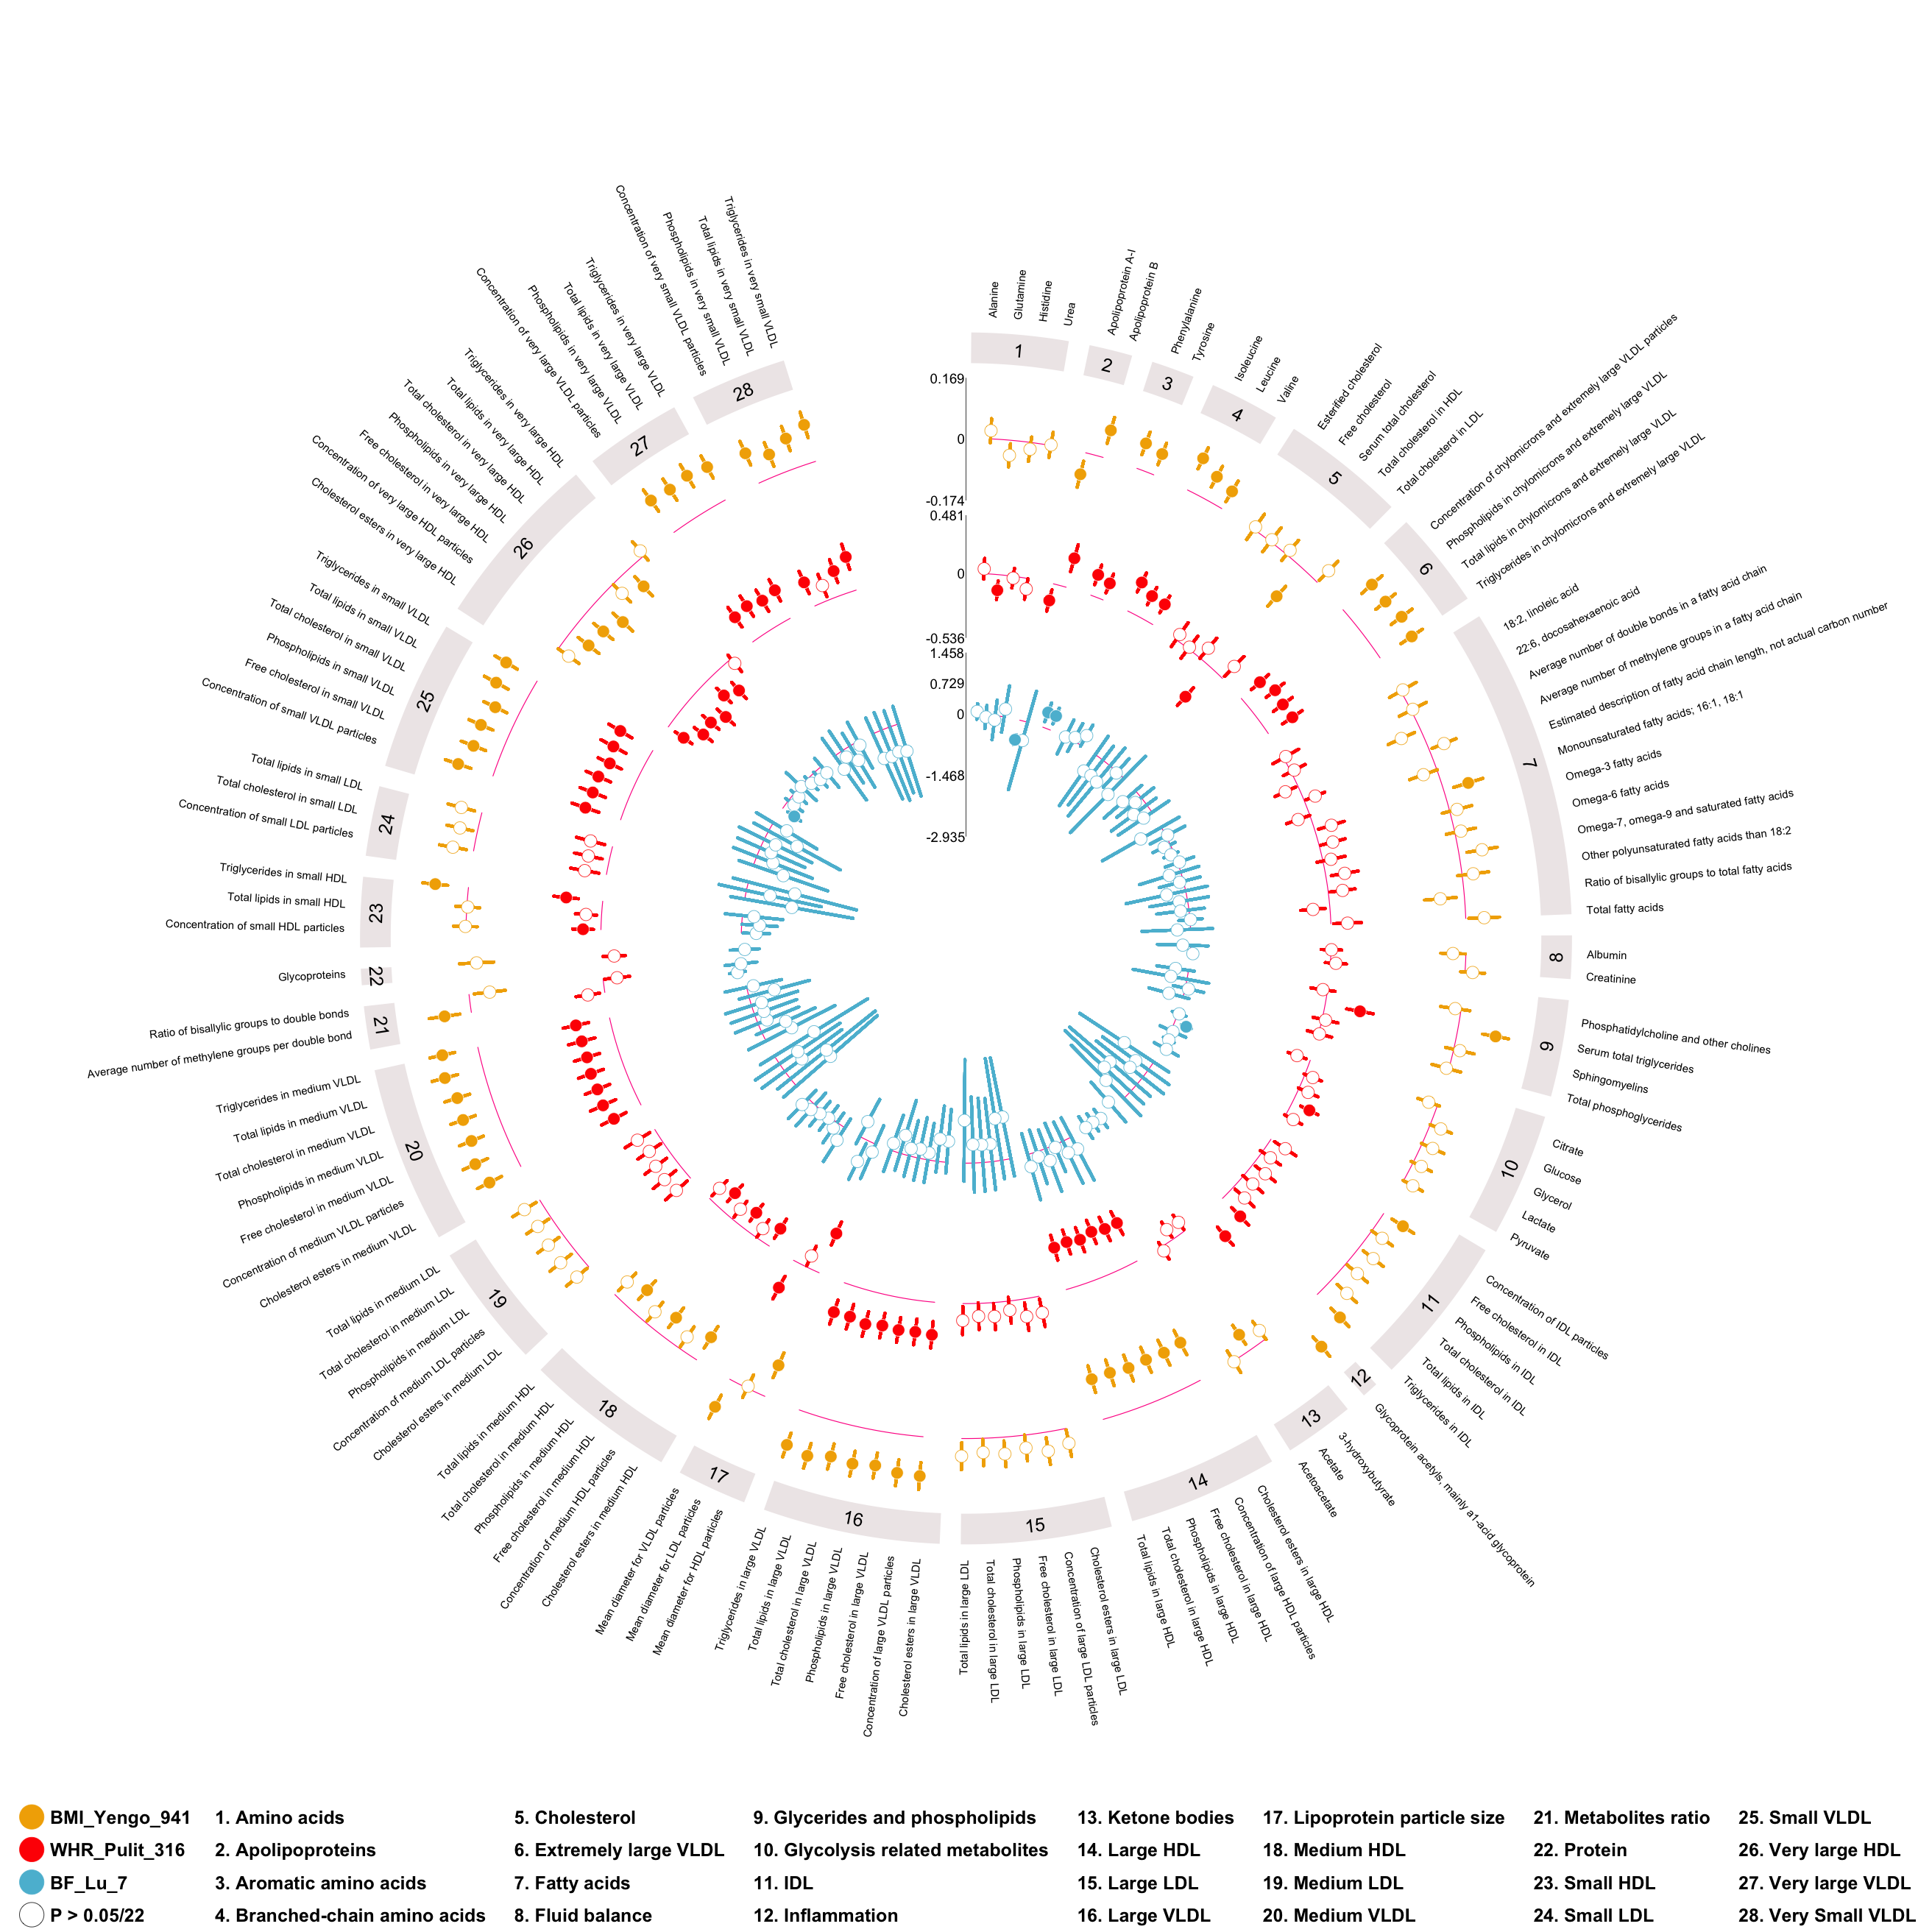 Alanine
Glutamine
Histidine
Urea
Apolipoprotein A-I
Apolipoprotein B
Phenylalanine
Tyrosine
Isoleucine
Leucine
Valine
Esterified cholesterol
Free cholesterol
Serum total cholesterol
Total cholesterol in HDL
Total cholesterol in LDL
Concentration of chylomicrons and extremely large VLDL particles
Phospholipids in chylomicrons and extremely large VLDL
Total lipids in chylomicrons and extremely large VLDL
Triglycerides in chylomicrons and extremely large VLDL
18:2, linoleic acid
22:6, docosahexaenoic acid
Average number of double bonds in a fatty acid chain
Average number of methylene groups in a fatty acid chain
Estimated description of fatty acid chain length, not actual carbon number
Monounsaturated fatty acids; 16:1, 18:1
Omega-3 fatty acids
Omega-6 fatty acids
Omega-7, omega-9 and saturated fatty acids
Other polyunsaturated fatty acids than 18:2
Ratio of bisallylic groups to total fatty acids
Total fatty acids
Albumin
Creatinine
Phosphatidylcholine and other cholines
Serum total triglycerides
Sphingomyelins
Total phosphoglycerides
Citrate
Glucose
Glycerol
Lactate
Pyruvate
Concentration of IDL particles
Free cholesterol in IDL
Phospholipids in IDL
Total cholesterol in IDL
Total lipids in IDL
Triglycerides in IDL
Glycoprotein acetyls, mainly a1-acid glycoprotein
3-hydroxybutyrate
Acetate
Acetoacetate
Cholesterol esters in large HDL
Concentration of large HDL particles
Free cholesterol in large HDL
Phospholipids in large HDL
Total cholesterol in large HDL
Total lipids in large HDL
Cholesterol esters in large LDL
Concentration of large LDL particles
Free cholesterol in large LDL
Phospholipids in large LDL
Total cholesterol in large LDL
Total lipids in large LDL
Cholesterol esters in large VLDL
Concentration of large VLDL particles
Free cholesterol in large VLDL
Phospholipids in large VLDL
Total cholesterol in large VLDL
Total lipids in large VLDL
Triglycerides in large VLDL
Mean diameter for HDL particles
Mean diameter for LDL particles
Mean diameter for VLDL particles
Cholesterol esters in medium HDL
Concentration of medium HDL particles
Free cholesterol in medium HDL
Phospholipids in medium HDL
Total cholesterol in medium HDL
Total lipids in medium HDL
Cholesterol esters in medium LDL
Concentration of medium LDL particles
Phospholipids in medium LDL
Total cholesterol in medium LDL
Total lipids in medium LDL
Cholesterol esters in medium VLDL
Concentration of medium VLDL particles
Free cholesterol in medium VLDL
Phospholipids in medium VLDL
Total cholesterol in medium VLDL
Total lipids in medium VLDL
Triglycerides in medium VLDL
Average number of methylene groups per double bond
Ratio of bisallylic groups to double bonds
Glycoproteins
Concentration of small HDL particles
Total lipids in small HDL
Triglycerides in small HDL
Concentration of small LDL particles
Total cholesterol in small LDL
Total lipids in small LDL
Concentration of small VLDL particles
Free cholesterol in small VLDL
Phospholipids in small VLDL
Total cholesterol in small VLDL
Total lipids in small VLDL
Triglycerides in small VLDL
Cholesterol esters in very large HDL
Concentration of very large HDL particles
Free cholesterol in very large HDL
Phospholipids in very large HDL
Total cholesterol in very large HDL
Total lipids in very large HDL
Triglycerides in very large HDL
Concentration of very large VLDL particles
Phospholipids in very large VLDL
Total lipids in very large VLDL
Triglycerides in very large VLDL
Concentration of very small VLDL particles
Phospholipids in very small VLDL
Total lipids in very small VLDL
Triglycerides in very small VLDL
1
2
3
4
5
6
7
8
9
10
11
12
13
14
15
16
17
18
19
20
21
22
23
24
25
26
27
28
0.169
0
-0.174
0.481
0
-0.536
1.458
0.729
0
-1.468
-2.935
BMI_Yengo_941 1. Amino acids 5. Cholesterol 9. Glycerides and phospholipids 13. Ketone bodies 17. Lipoprotein particle size 21. Metabolites ratio 25. Small VLDL
WHR_Pulit_316 2. Apolipoproteins 6. Extremely large VLDL 10. Glycolysis related metabolites 14. Large HDL 18. Medium HDL 22. Protein 26. Very large HDL
BF_Lu_7 3. Aromatic amino acids 7. Fatty acids 11. IDL 15. Large LDL 19. Medium LDL 23. Small HDL 27. Very large VLDL
P > 0.05/22 4. Branched-chain amino acids 8. Fluid balance 12. Inflammation 16. Large VLDL 20. Medium VLDL 24. Small LDL 28. Very Small VLDL